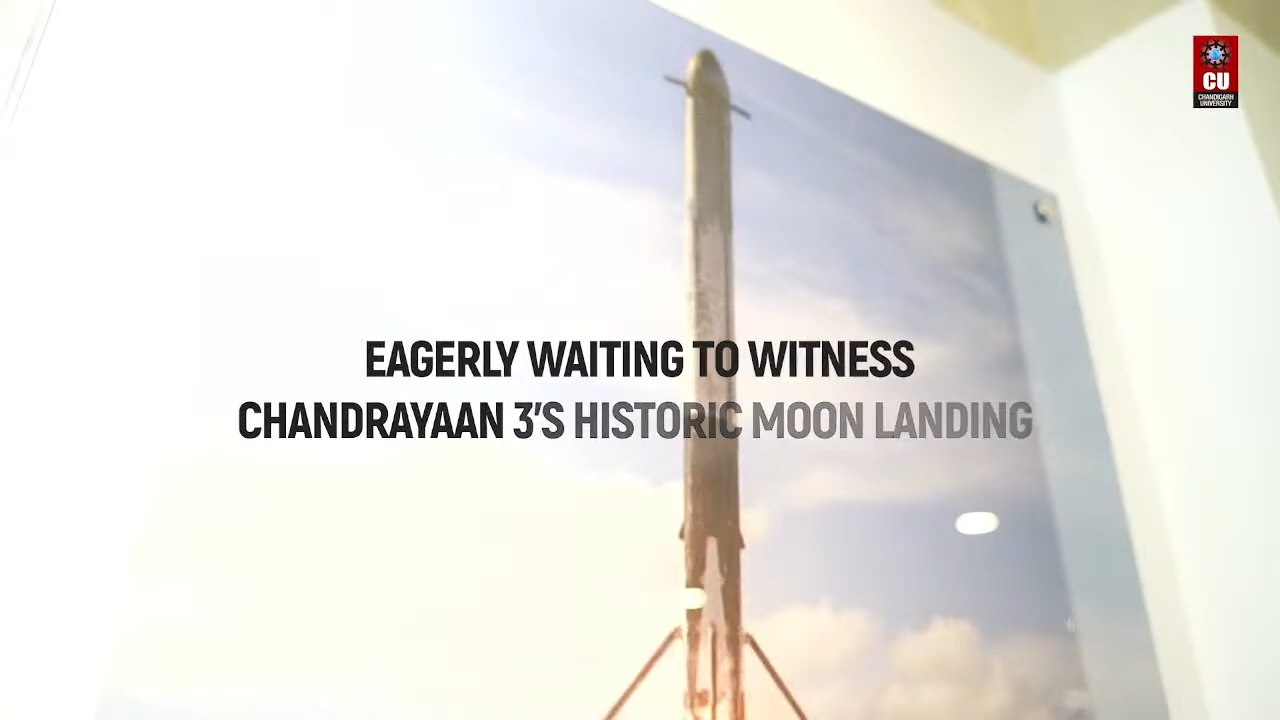 CU
CHANDIGARH
UNIVERSITY
EAGERLY WAITING TO WITNESS
CHANDRAYAAN 3'S HISTORIC MOON LANDING